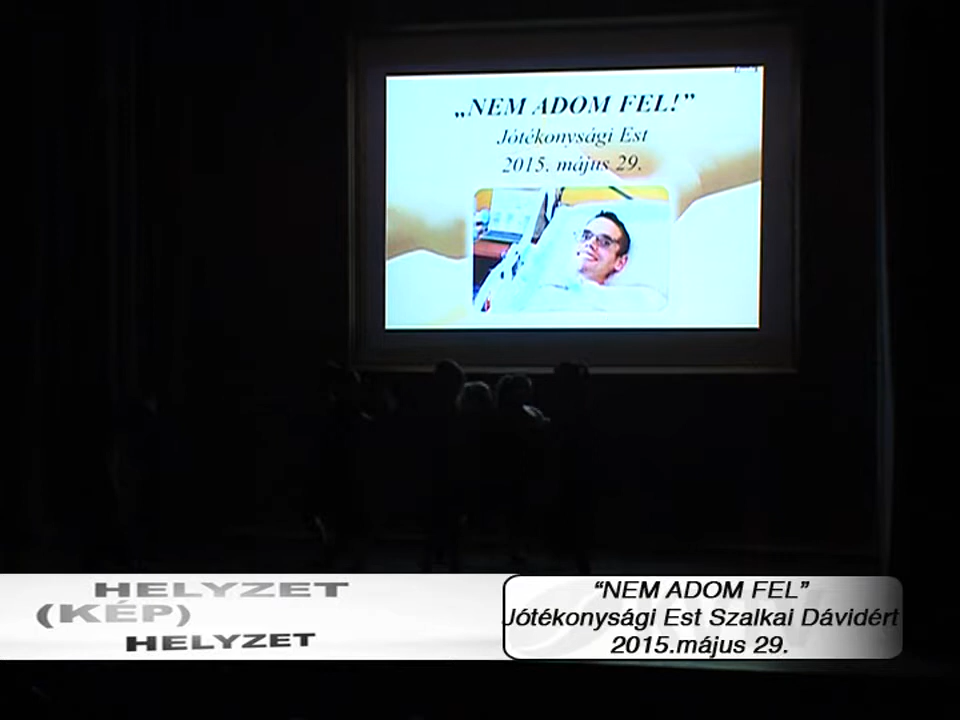 „NEM ADOM FEL!”
Jótékonysági Est
2015. május 29.
HELYZET
(KÉP)
HELYZET
“NEM ADOM FEL”
Jótékonysági Est Szalkai Dávidért
2015.május 29.